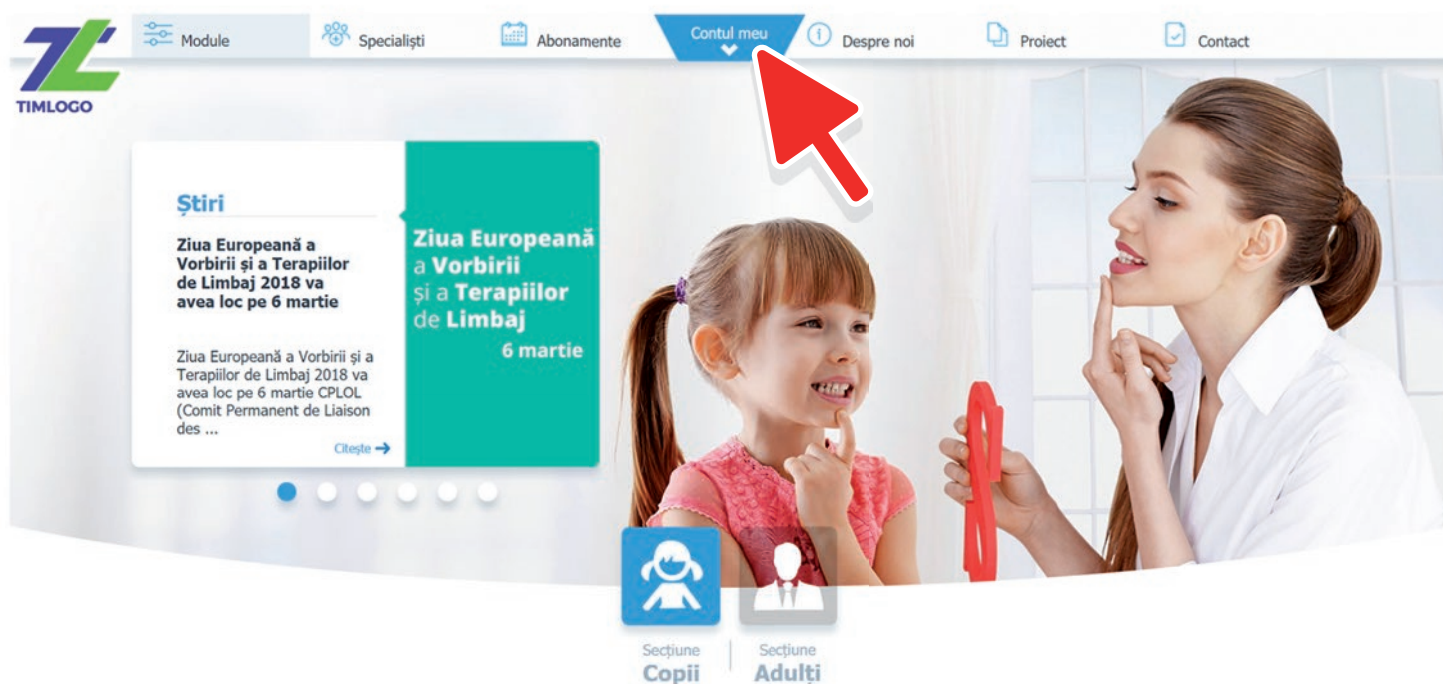 Module
Specialiști
Abonamente
Contul meu
Despre noi
Proiect
Contact
TIMLOGO
Știri
Ziua Europeană a
Vorbirii și a Terapiilor
de Limbaj 2018 va
avea loc pe 6 martie
Ziua Europeană a Vorbirii și a
Terapiilor de Limbaj 2018 va
avea loc pe 6 martie CPLOL
(Comit Permanent de Liaison
des ...
Citește
Ziua Europeană
a Vorbirii
și a Terapiilor
de Limbaj
6 martie
Secțiune
Copii
Secțiune
Adulți